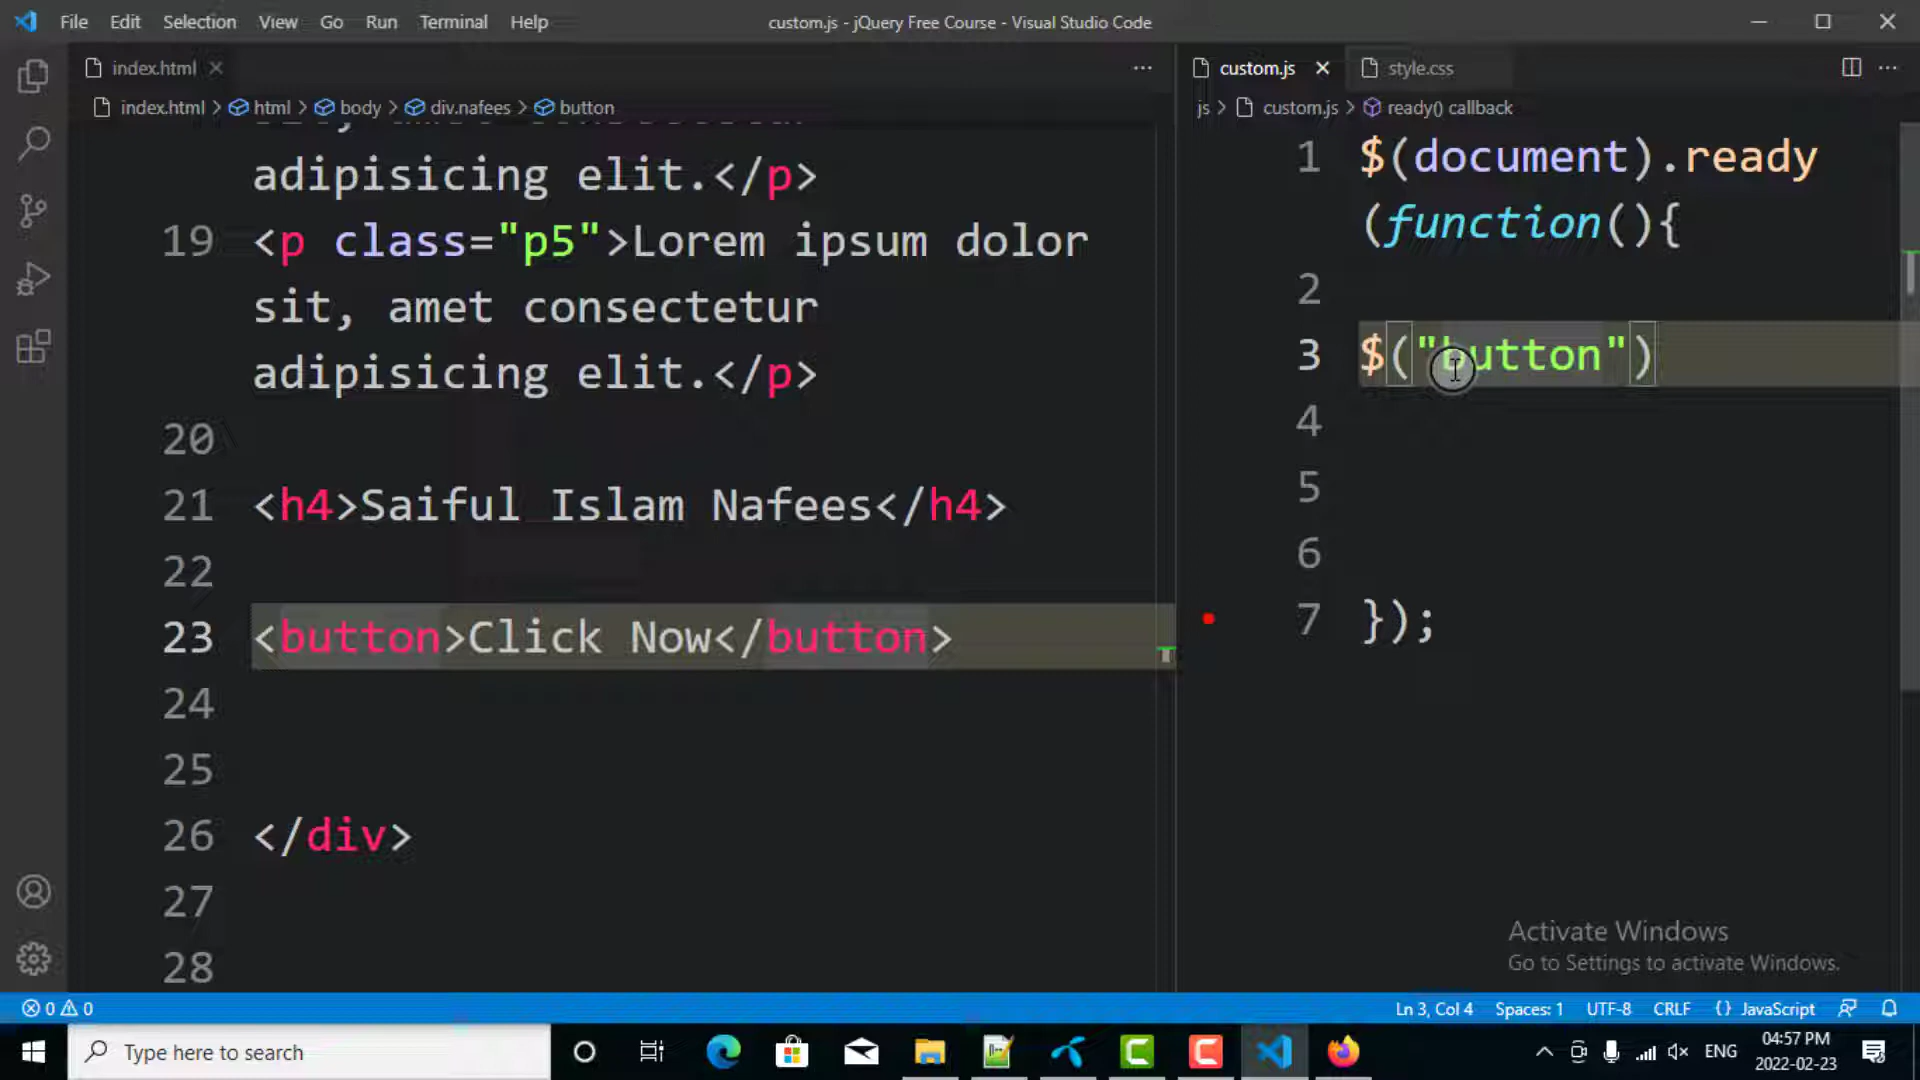 File Edit Selection View Go Run Terminal Help
custom.js - jQuery Free Course - Visual Studio Code
index.html
index.html > html > body > div.nafees > button
adipisicing elit.</p>
19 <p class="p5">Lorem ipsum dolor
sit, amet consectetur
adipisicing elit.</p>
20
21 <h4>Saiful Islam Nafees</h4>
22
23 <button>Click Now</button>
24
25
26 </div>
27
28
custom.js style.css
js > custom.js > ready() callback
1 $(document).ready
(function(){
2
3 $("button")
4
5
6
7 });
Activate Windows
Go to Settings to activate Windows.
0 0
Ln 3, Col 4 Spaces: 1 UTF-8 CRLF {} JavaScript
Type here to search
ENG
04:57 PM
2022-02-23